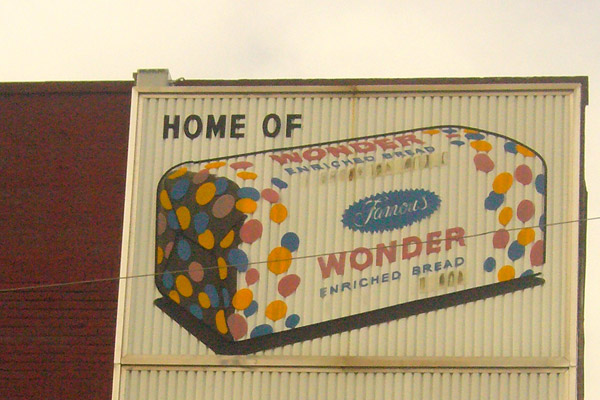 HOME OF
WONDER
ENRICHED BREAD
Famous
WONDER
ENRICHED BREAD